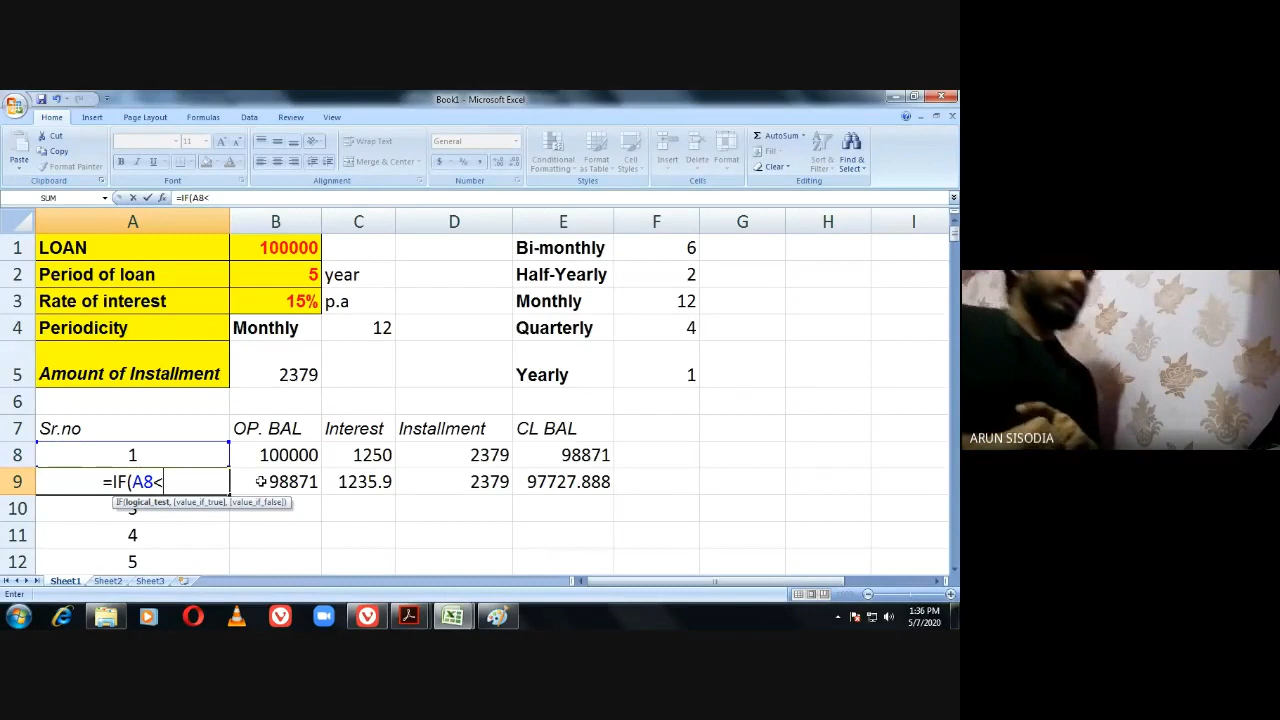 Book1 - Microsoft Excel
Home Insert Page Layout Formulas Data Review View
Paste
Cut
Copy
Format Painter
Clipboard
11
Font
Wrap Text
Merge & Center
Alignment
General
Number
Conditional Formatting
Format as Table
Cell Styles
Styles
Insert Delete Format
Cells
AutoSum
Fill
Clear
Sort & Filter
Find & Select
Editing
SUM =IF(A8<
A B C D E F G H I
1 LOAN 100000 Bi-monthly 6
2 Period of loan 5 year Half-Yearly 2
3 Rate of interest 15% p.a Monthly 12
4 Periodicity Monthly 12 Quarterly 4
5 Amount of Installment 2379 Yearly 1
6
7 Sr.no OP. BAL Interest Installment CL BAL
8 1 100000 1250 2379 98871
9 =IF(A8< 98871 1235.9 2379 97727.888
IF(logical_test, [value_if_true], [value_if_false])
10 3
11 4
12 5
Sheet1 Sheet2 Sheet3
Enter
1:36 PM
5/7/2020
ARUN SISODIA